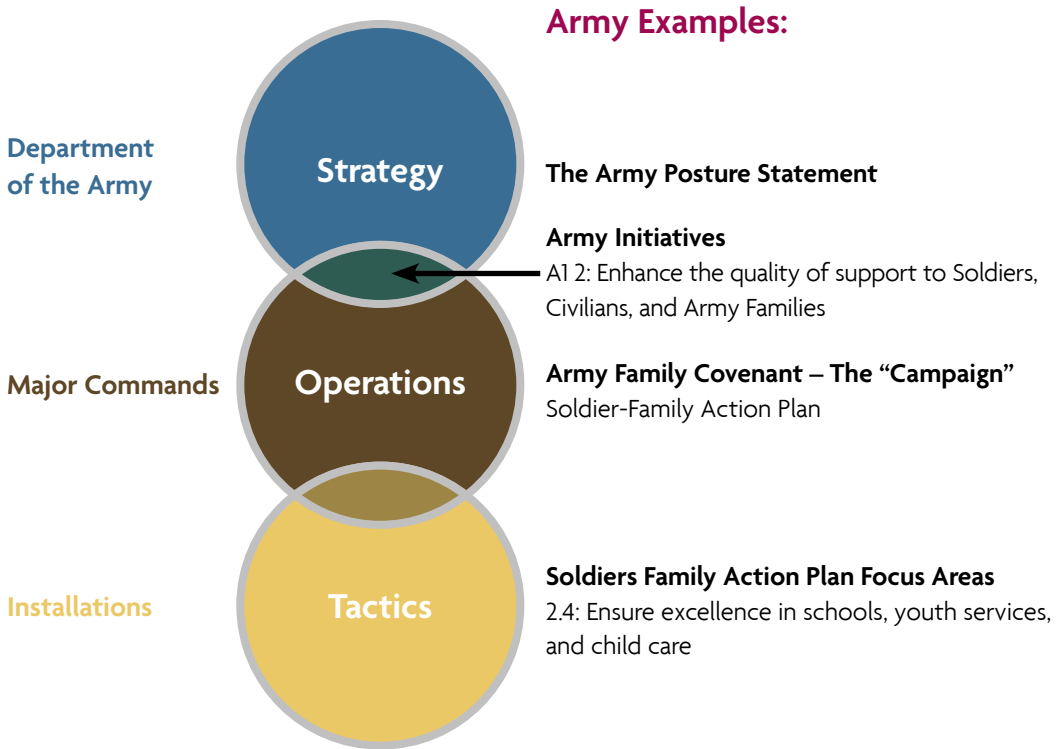 Army Examples:
Department
of the Army
Strategy
The Army Posture Statement
Army Initiatives
A1 2: Enhance the quality of support to Soldiers,
Civilians, and Army Families
Major Commands
Operations
Army Family Covenant – The “Campaign”
Soldier-Family Action Plan
Installations
Tactics
Soldiers Family Action Plan Focus Areas
2.4: Ensure excellence in schools, youth services,
and child care